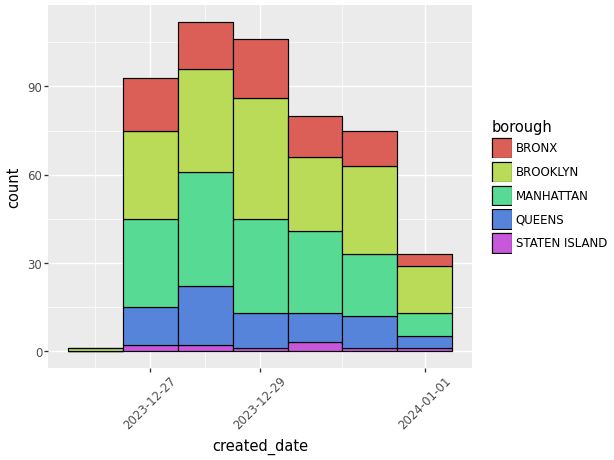 90
60
30
0
count
2023-12-27
2023-12-29
2024-01-01
created_date
borough
BRONX
BROOKLYN
MANHATTAN
QUEENS
STATEN ISLAND